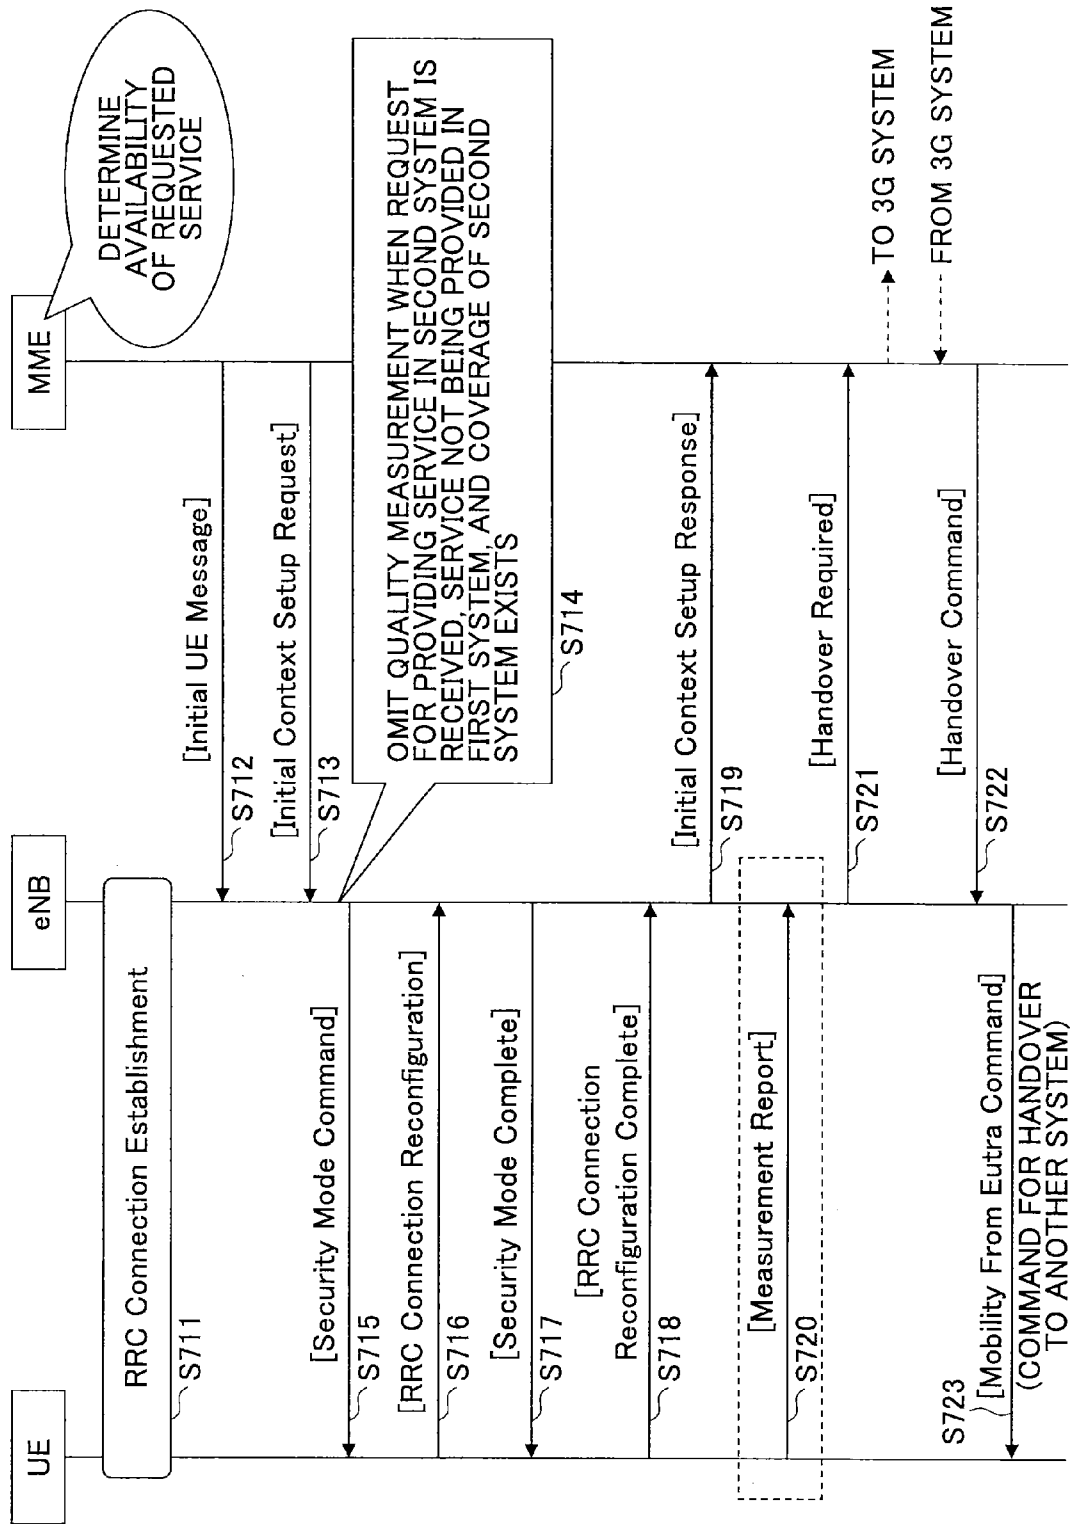 UE
eNB
MME
DETERMINE
AVAILABILITY
OF REQUESTED
SERVICE
RRC Connection Establishment
S711
[Initial UE Message]
S712
[Initial Context Setup Request]
S713
OMIT QUALITY MEASUREMENT WHEN REQUEST
FOR PROVIDING SERVICE IN SECOND SYSTEM IS
RECEIVED, SERVICE NOT BEING PROVIDED IN
FIRST SYSTEM, AND COVERAGE OF SECOND
SYSTEM EXISTS
S714
[Security Mode Command]
S715
[RRC Connection Reconfiguration]
S716
[Security Mode Complete]
S717
[RRC Connection
Reconfiguration Complete]
S718
[Initial Context Setup Response]
S719
[Measurement Report]
S720
[Handover Required]
S721
TO 3G SYSTEM
FROM 3G SYSTEM
[Handover Command]
S722
S723
[Mobility From Eutra Command]
(COMMAND FOR HANDOVER
TO ANOTHER SYSTEM)